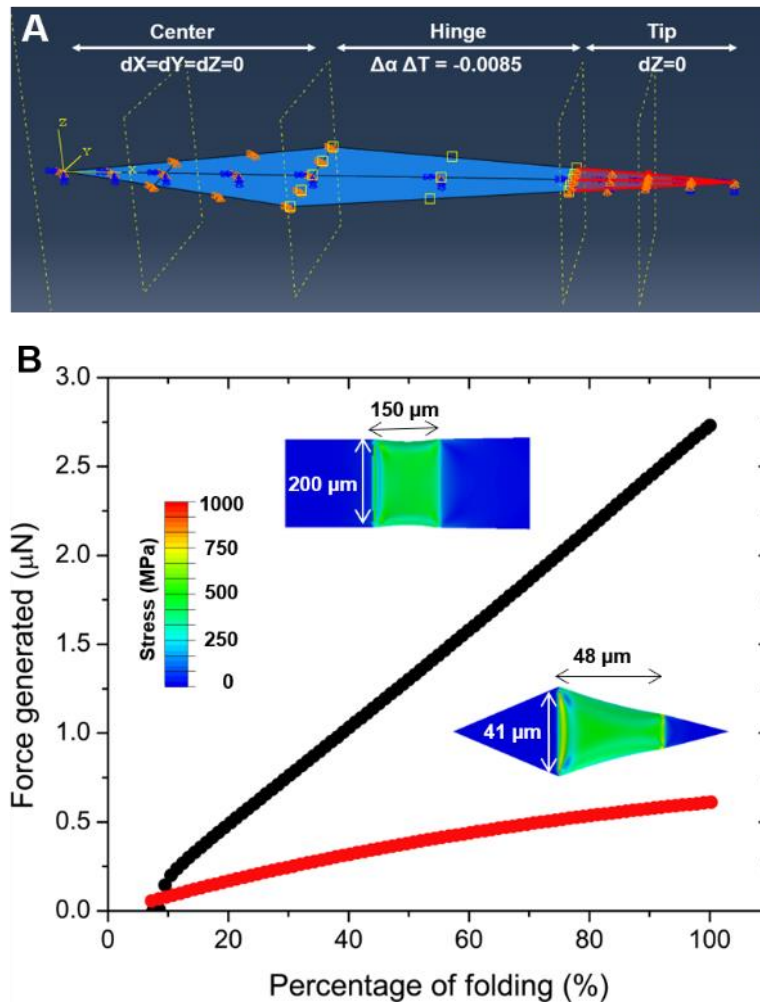 A
Center Hinge Tip
dX=dY=dZ=0 Δα ΔT = -0.0085 dZ=0
Z
Y
X
B
3.0
2.5
2.0
1.5
1.0
0.5
0.0
Force generated (μN)
150 μm
200 μm
1000
750
500
250
0
Stress (MPa)
48 μm
41 μm
0 20 40 60 80 100
Percentage of folding (%)